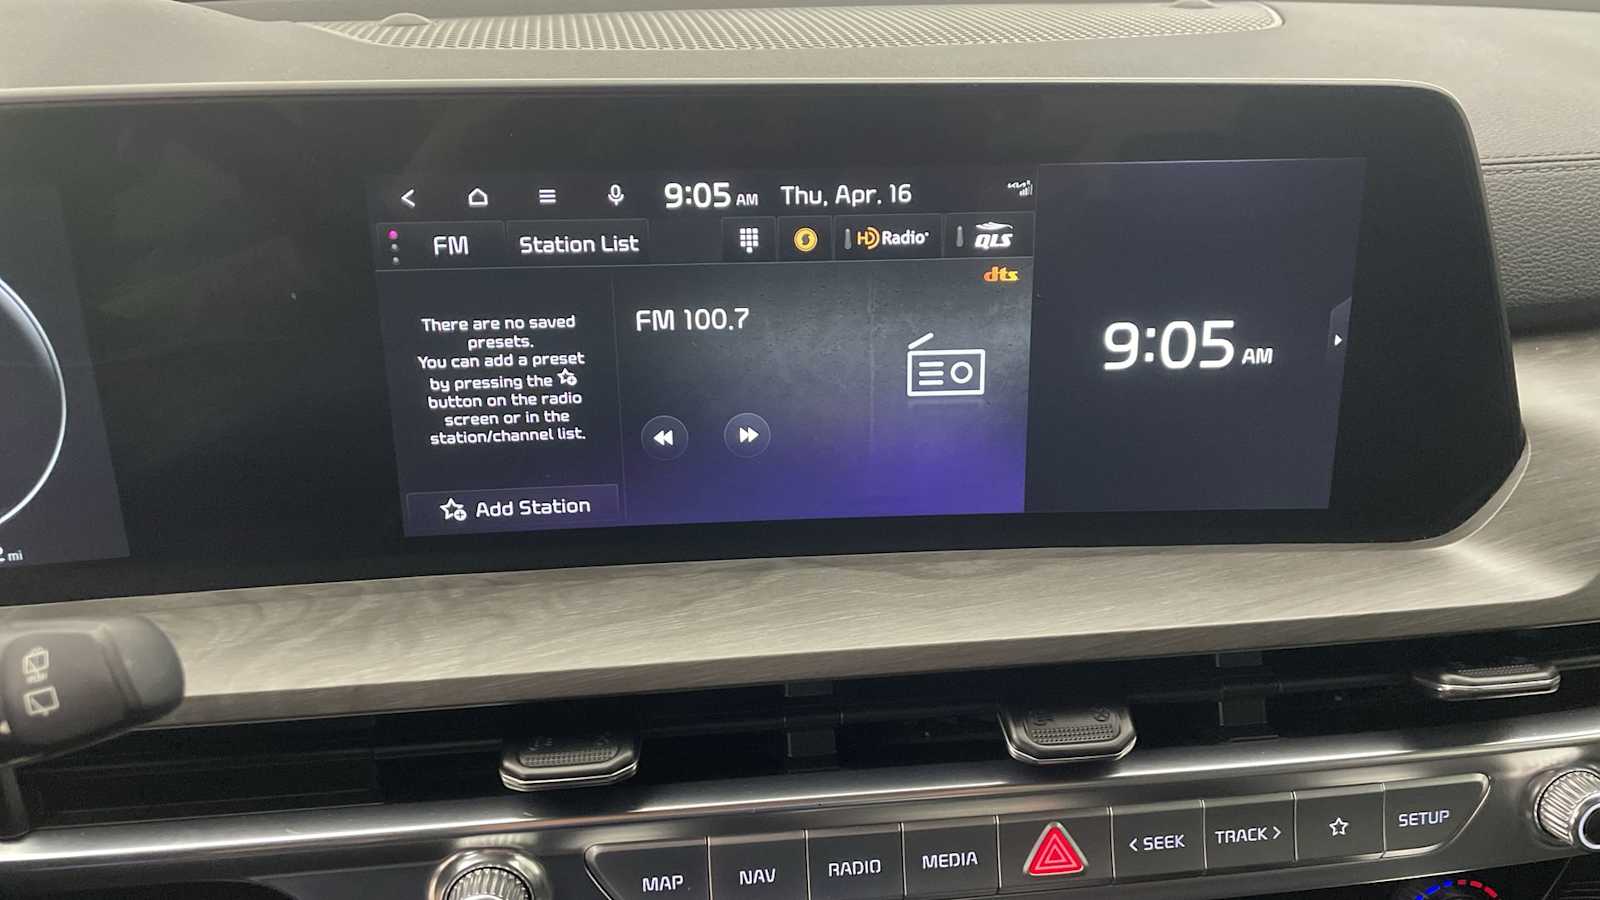 9:05 AM Thu, Apr. 16
FM
Station List
HD Radio
QLS
dts
There are no saved
presets.
You can add a preset
by pressing the
button on the radio
screen or in the
station/channel list.
Add Station
FM 100.7
9:05 AM
mi
MAP
NAV
RADIO
MEDIA
< SEEK
TRACK >
SETUP